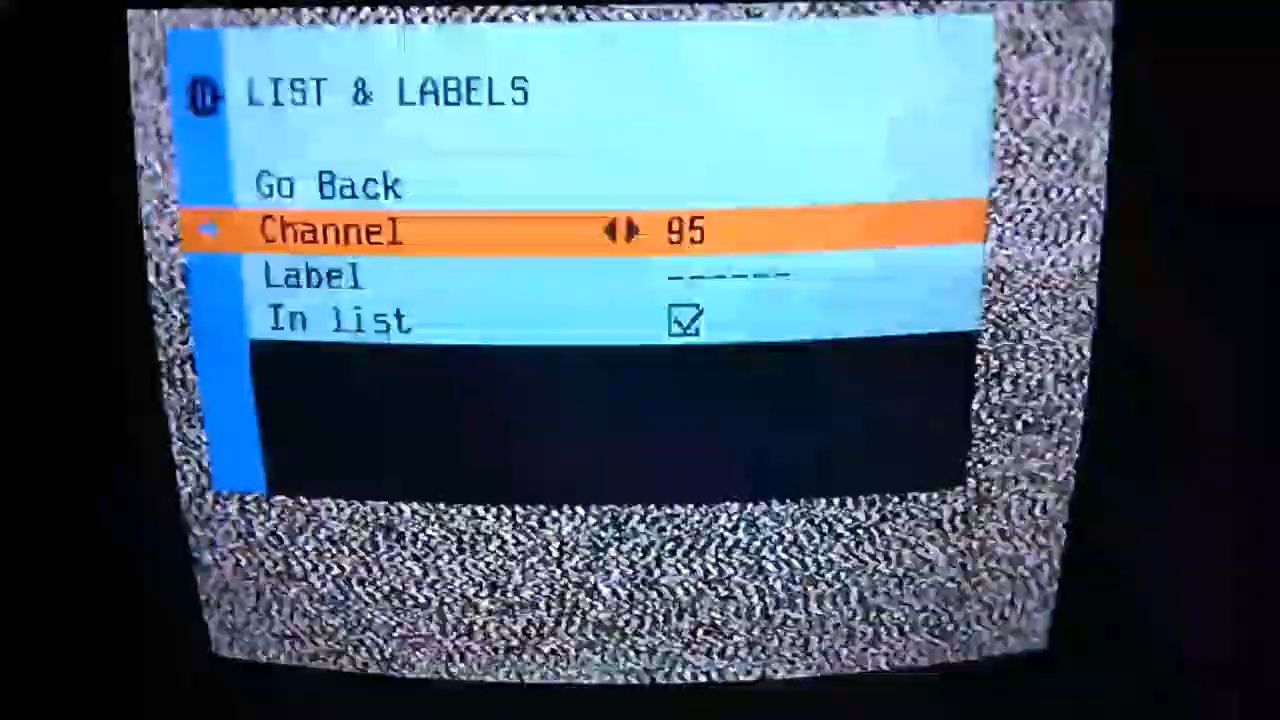 LIST & LABELS
Go Back
Channel 95
Label ------
In list